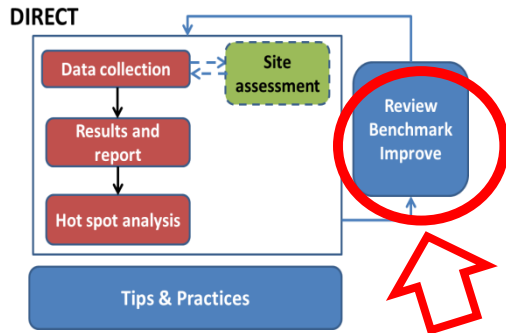 DIRECT
Data collection
Site
assessment
Results and
report
Hot spot analysis
Review
Benchmark
Improve
Tips & Practices